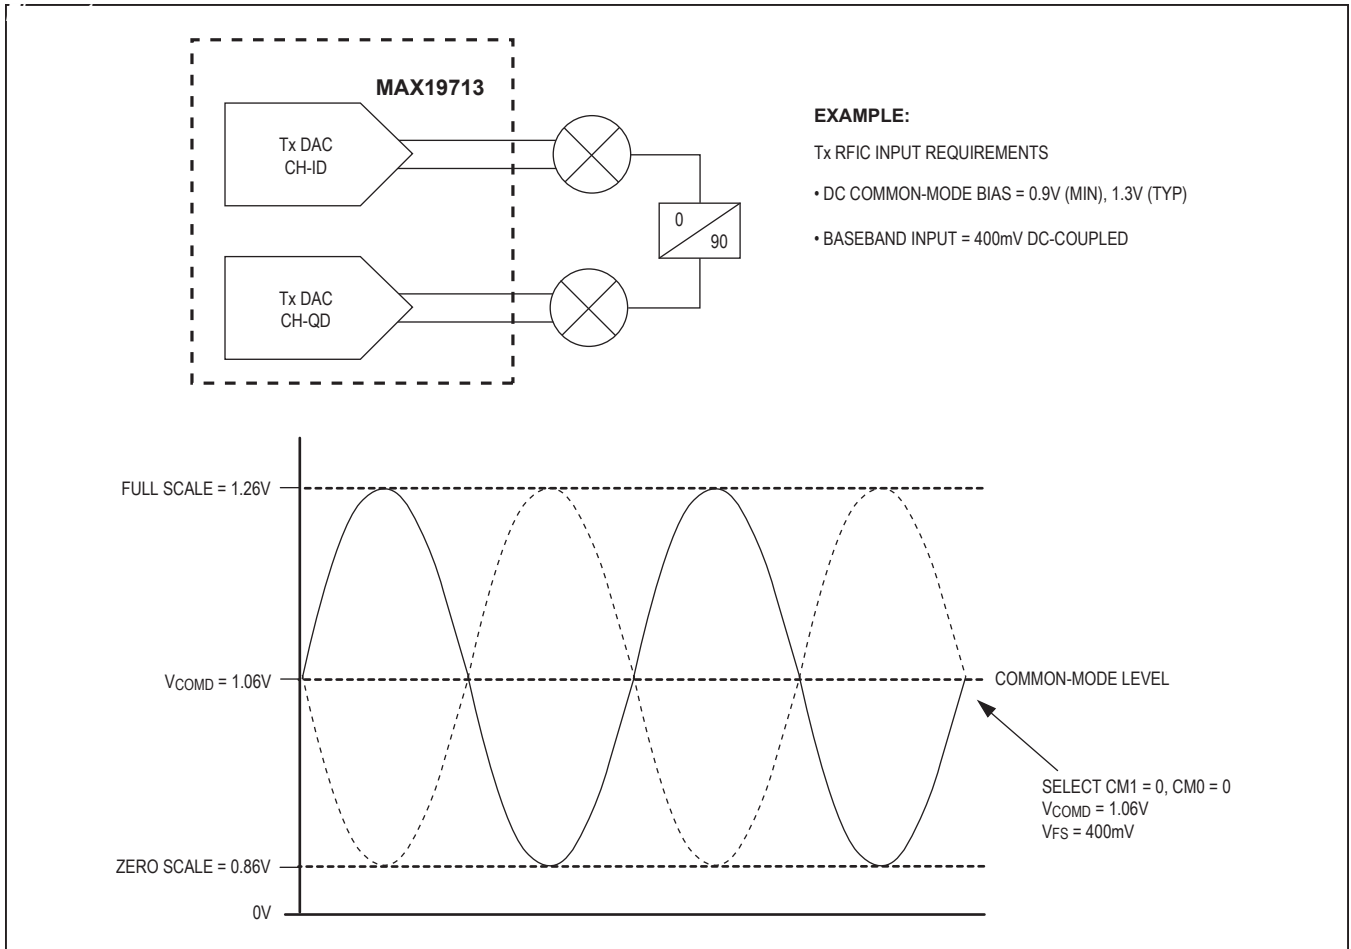 MAX19713
Tx DAC
CH-ID
0
90
Tx DAC
CH-QD
EXAMPLE:
Tx RFIC INPUT REQUIREMENTS
• DC COMMON-MODE BIAS = 0.9V (MIN), 1.3V (TYP)
• BASEBAND INPUT = 400mV DC-COUPLED
FULL SCALE = 1.26V
VCOMD = 1.06V
COMMON-MODE LEVEL
SELECT CM1 = 0, CM0 = 0
VCOMD = 1.06V
VFS = 400mV
ZERO SCALE = 0.86V
0V